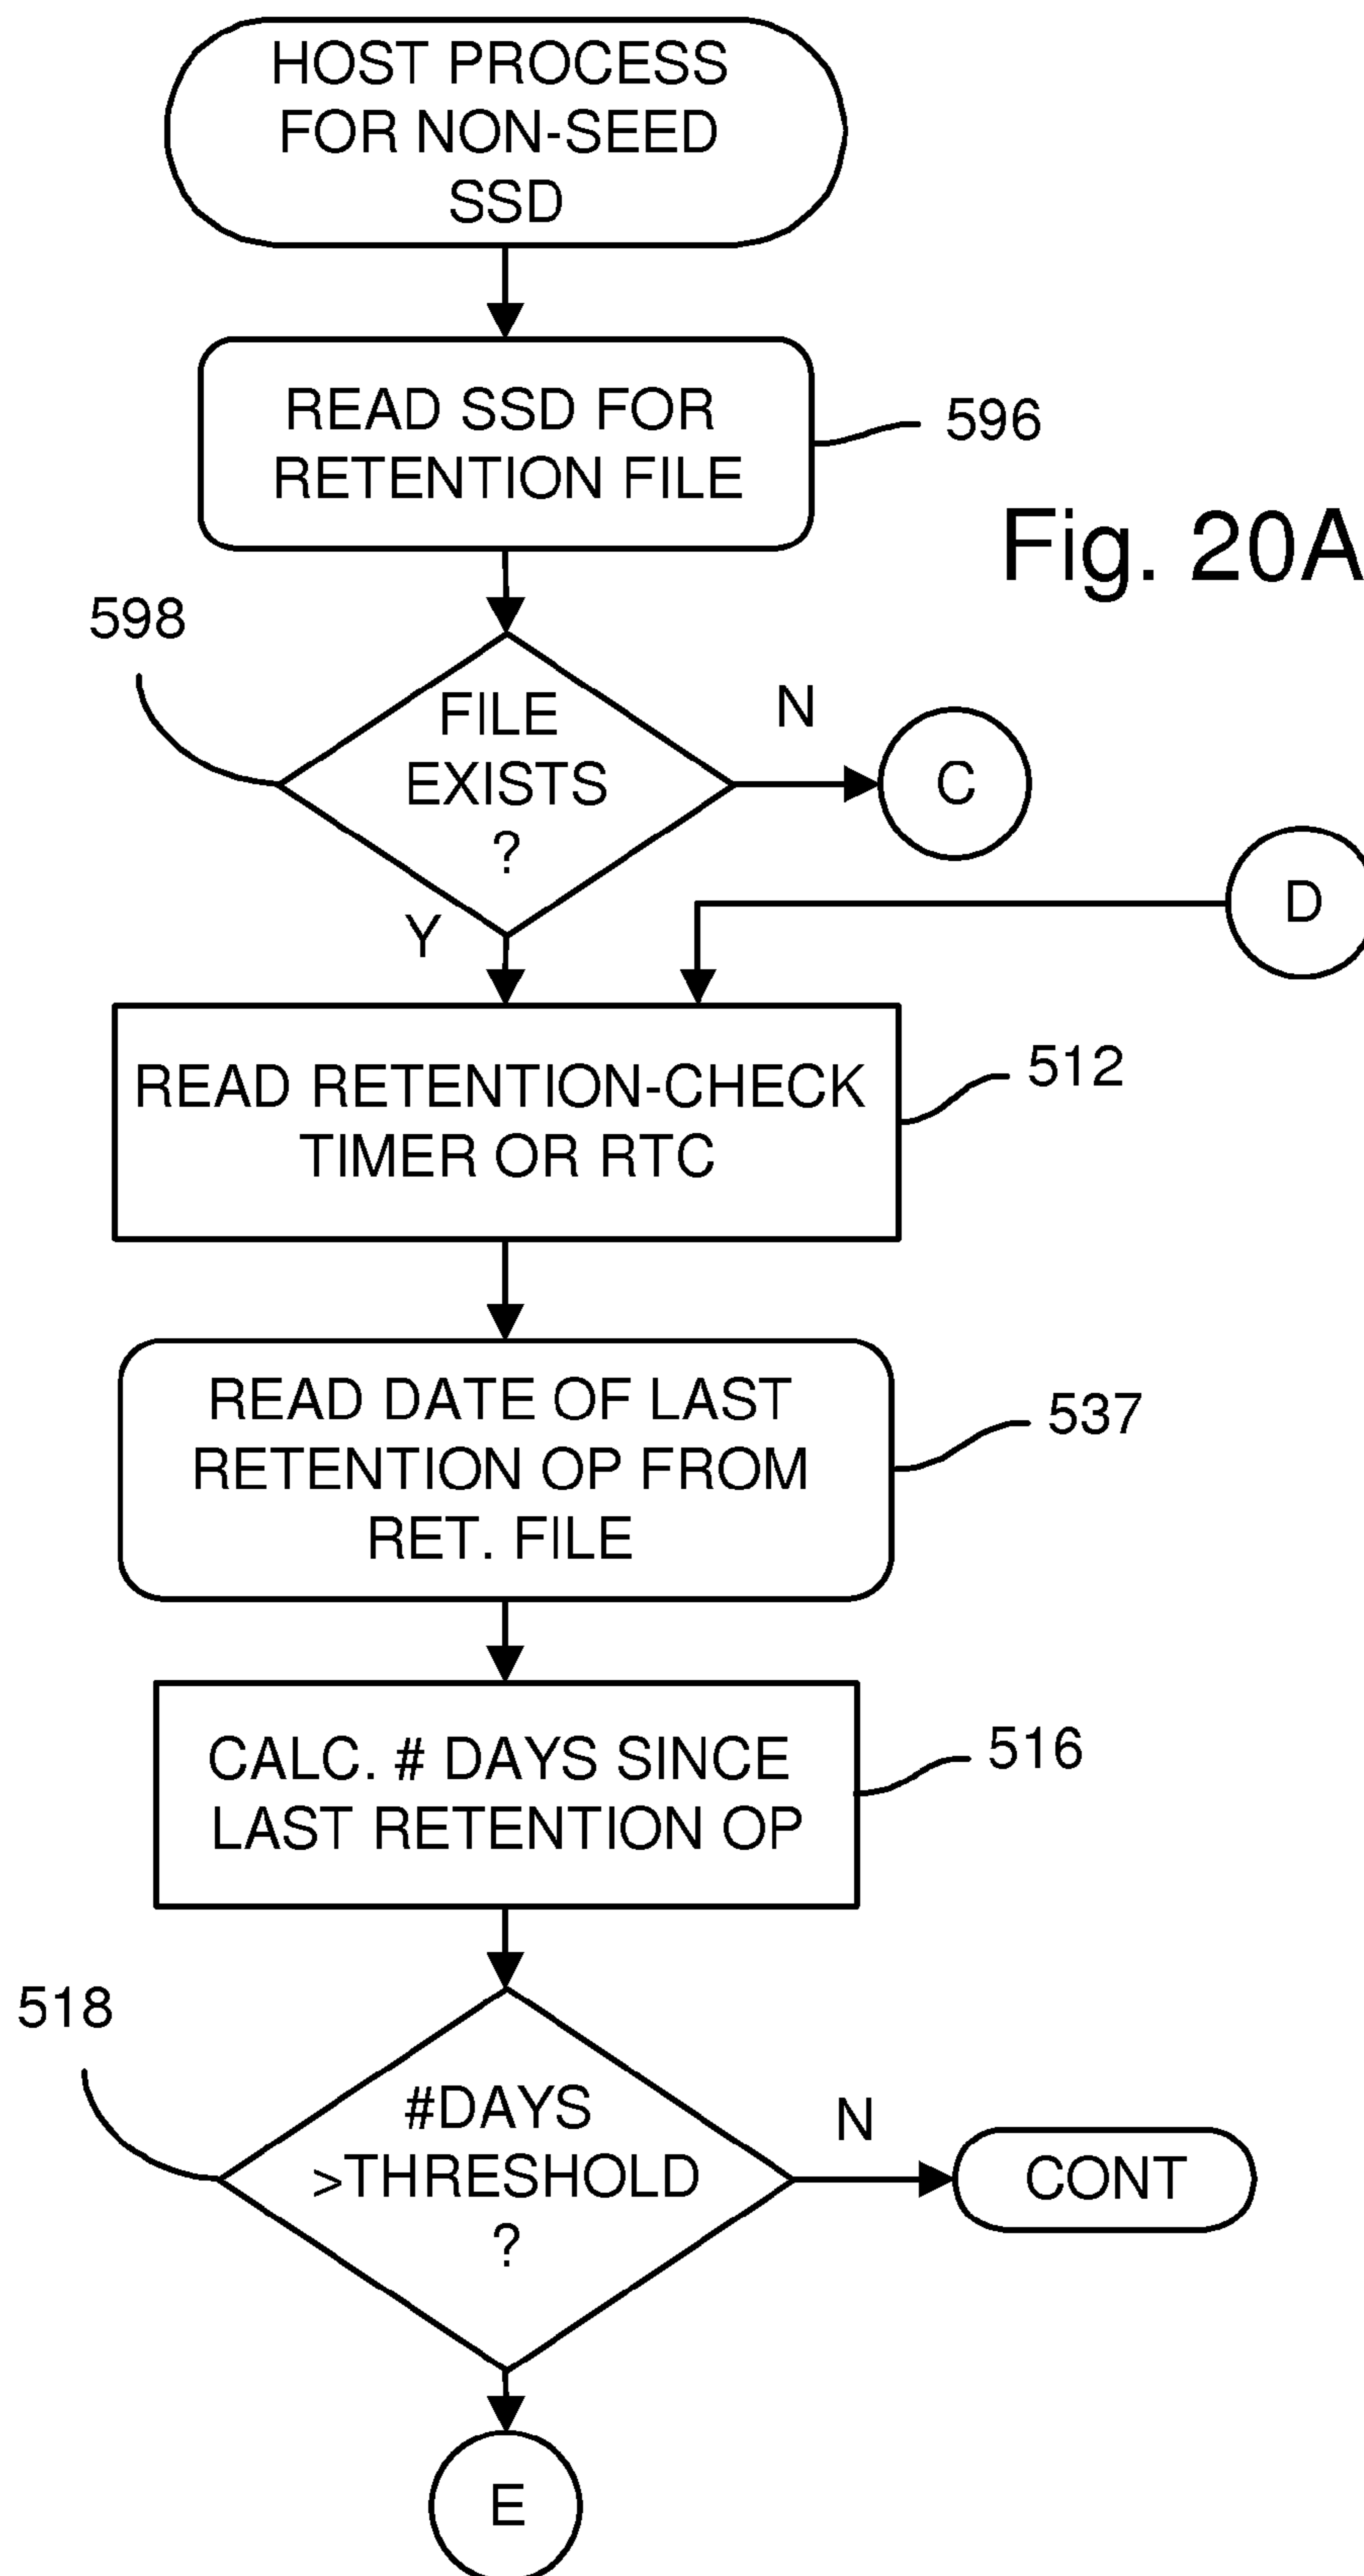 HOST PROCESS
FOR NON-SEED
SSD
READ SSD FOR
RETENTION FILE
596
Fig. 20A
598
FILE
EXISTS
?
N
C
D
Y
READ RETENTION-CHECK
TIMER OR RTC
512
READ DATE OF LAST
RETENTION OP FROM
RET. FILE
537
CALC. # DAYS SINCE
LAST RETENTION OP
516
518
#DAYS
>THRESHOLD
?
N
CONT
E